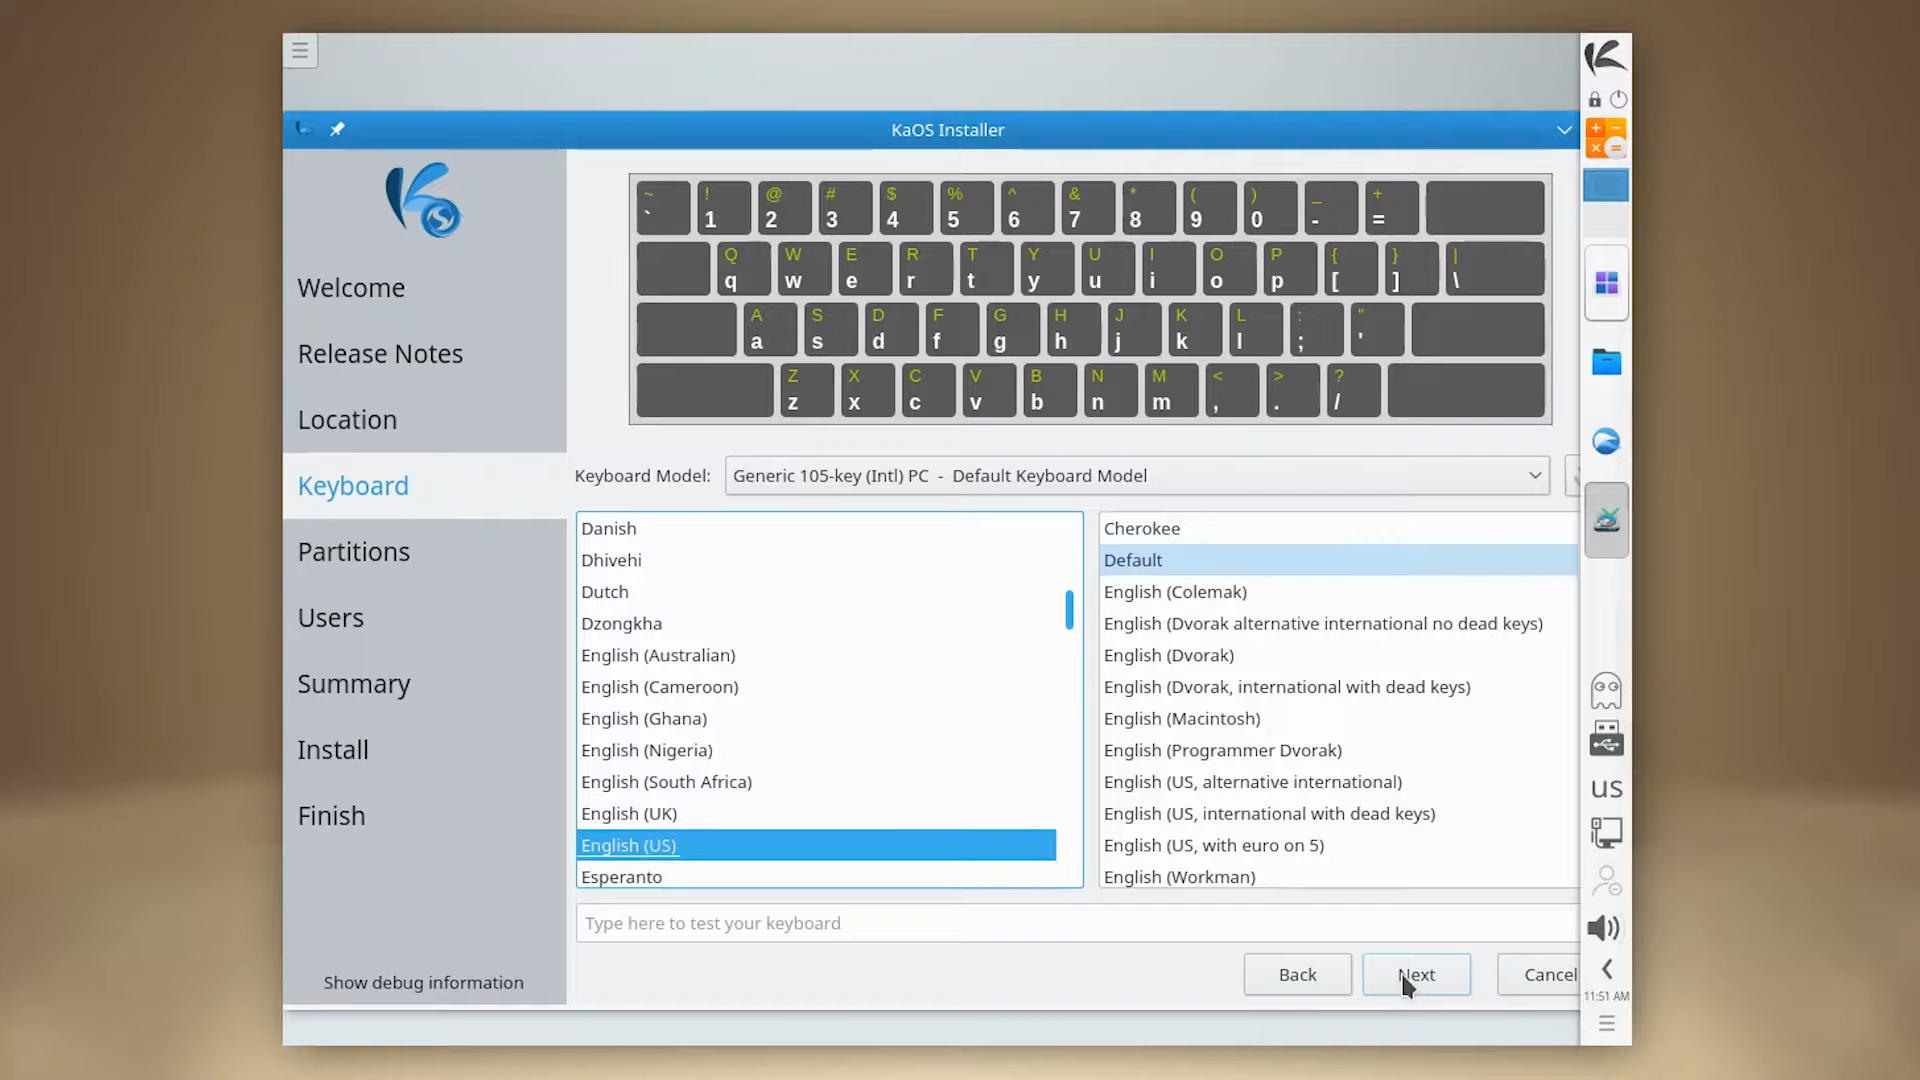 KaOS Installer
Welcome
Release Notes
Location
Keyboard
Partitions
Users
Summary
Install
Finish
Show debug information
~ ! @ # $ % ^ & * ( ) _ +
` 1 2 3 4 5 6 7 8 9 0 - =
Q W E R T Y U I O P { } |
q w e r t y u i o p [ ] \
A S D F G H J K L : "
a s d f g h j k l ; '
Z X C V B N M < > ?
z x c v b n m , . /
Keyboard Model: Generic 105-key (Intl) PC - Default Keyboard Model
Danish
Dhivehi
Dutch
Dzongkha
English (Australian)
English (Cameroon)
English (Ghana)
English (Nigeria)
English (South Africa)
English (UK)
English (US)
Esperanto
Cherokee
Default
English (Colemak)
English (Dvorak alternative international no dead keys)
English (Dvorak)
English (Dvorak, international with dead keys)
English (Macintosh)
English (Programmer Dvorak)
English (US, alternative international)
English (US, international with dead keys)
English (US, with euro on 5)
English (Workman)
Type here to test your keyboard
Back Next Cancel
us
11:51 AM